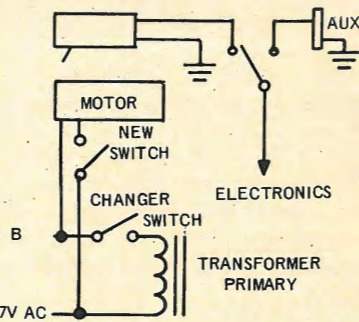 AUX
MOTOR
NEW
SWITCH
ELECTRONICS
CHANGER
SWITCH
B
TRANSFORMER
PRIMARY
7V AC